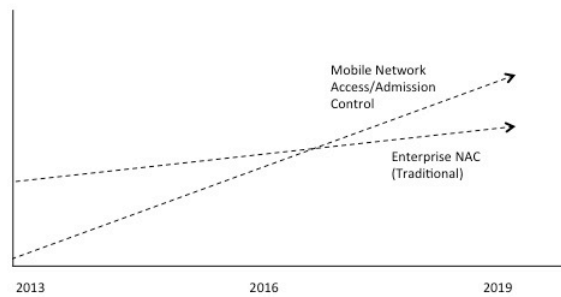 Mobile Network
Access/Admission
Control
Enterprise NAC
(Traditional)
2013
2016
2019